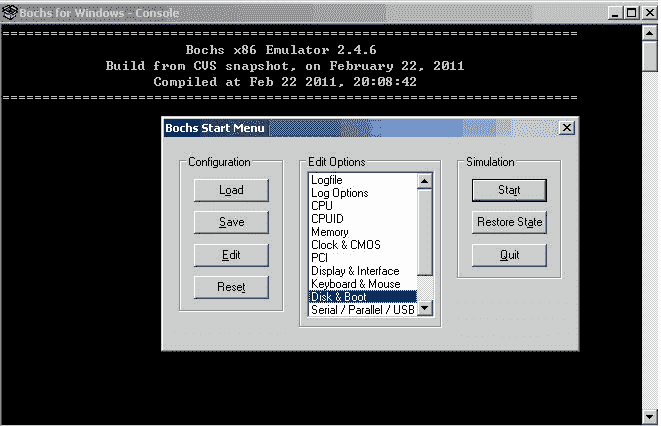 Bochs for Windows - Console
==========================================================================
Bochs x86 Emulator 2.4.6
Build from CVS snapshot, on February 22, 2011
Compiled at Feb 22 2011, 20:08:42
==========================================================================
Bochs Start Menu
Configuration
Load
Save
Edit
Reset
Edit Options
Logfile
Log Options
CPU
CPUID
Memory
Clock & CMOS
PCI
Display & Interface
Keyboard & Mouse
Disk & Boot
Serial / Parallel / USB
Simulation
Start
Restore State
Quit